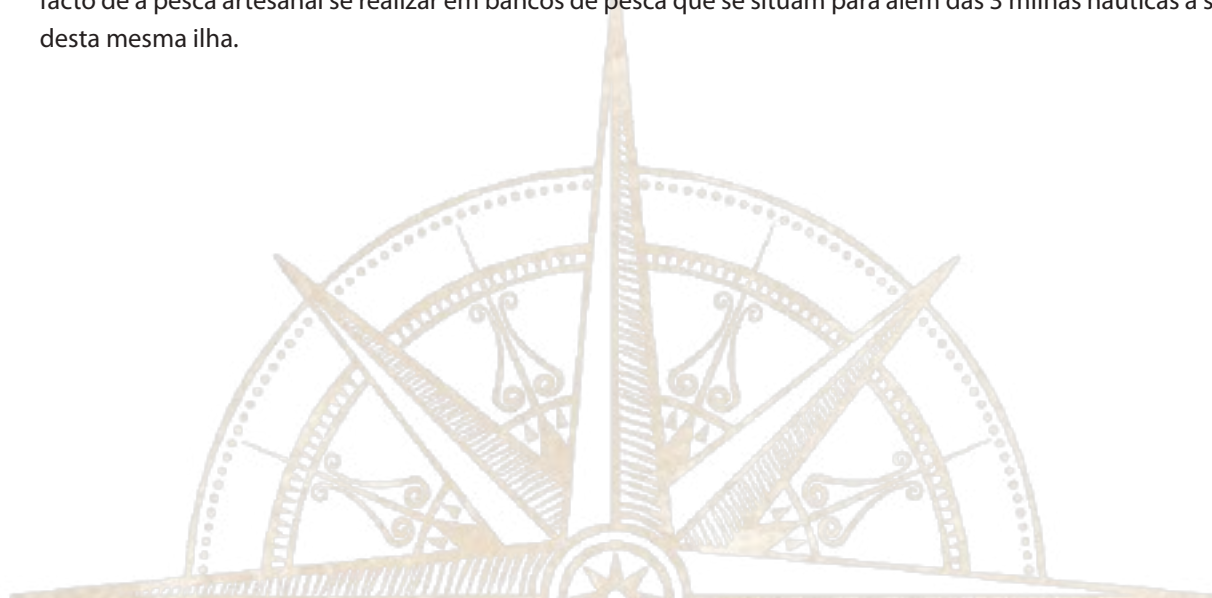 facto de a pesca artesanal se realizar em bancos de pesca que se situam para além das 3 milhas náuticas a s
desta mesma ilha.